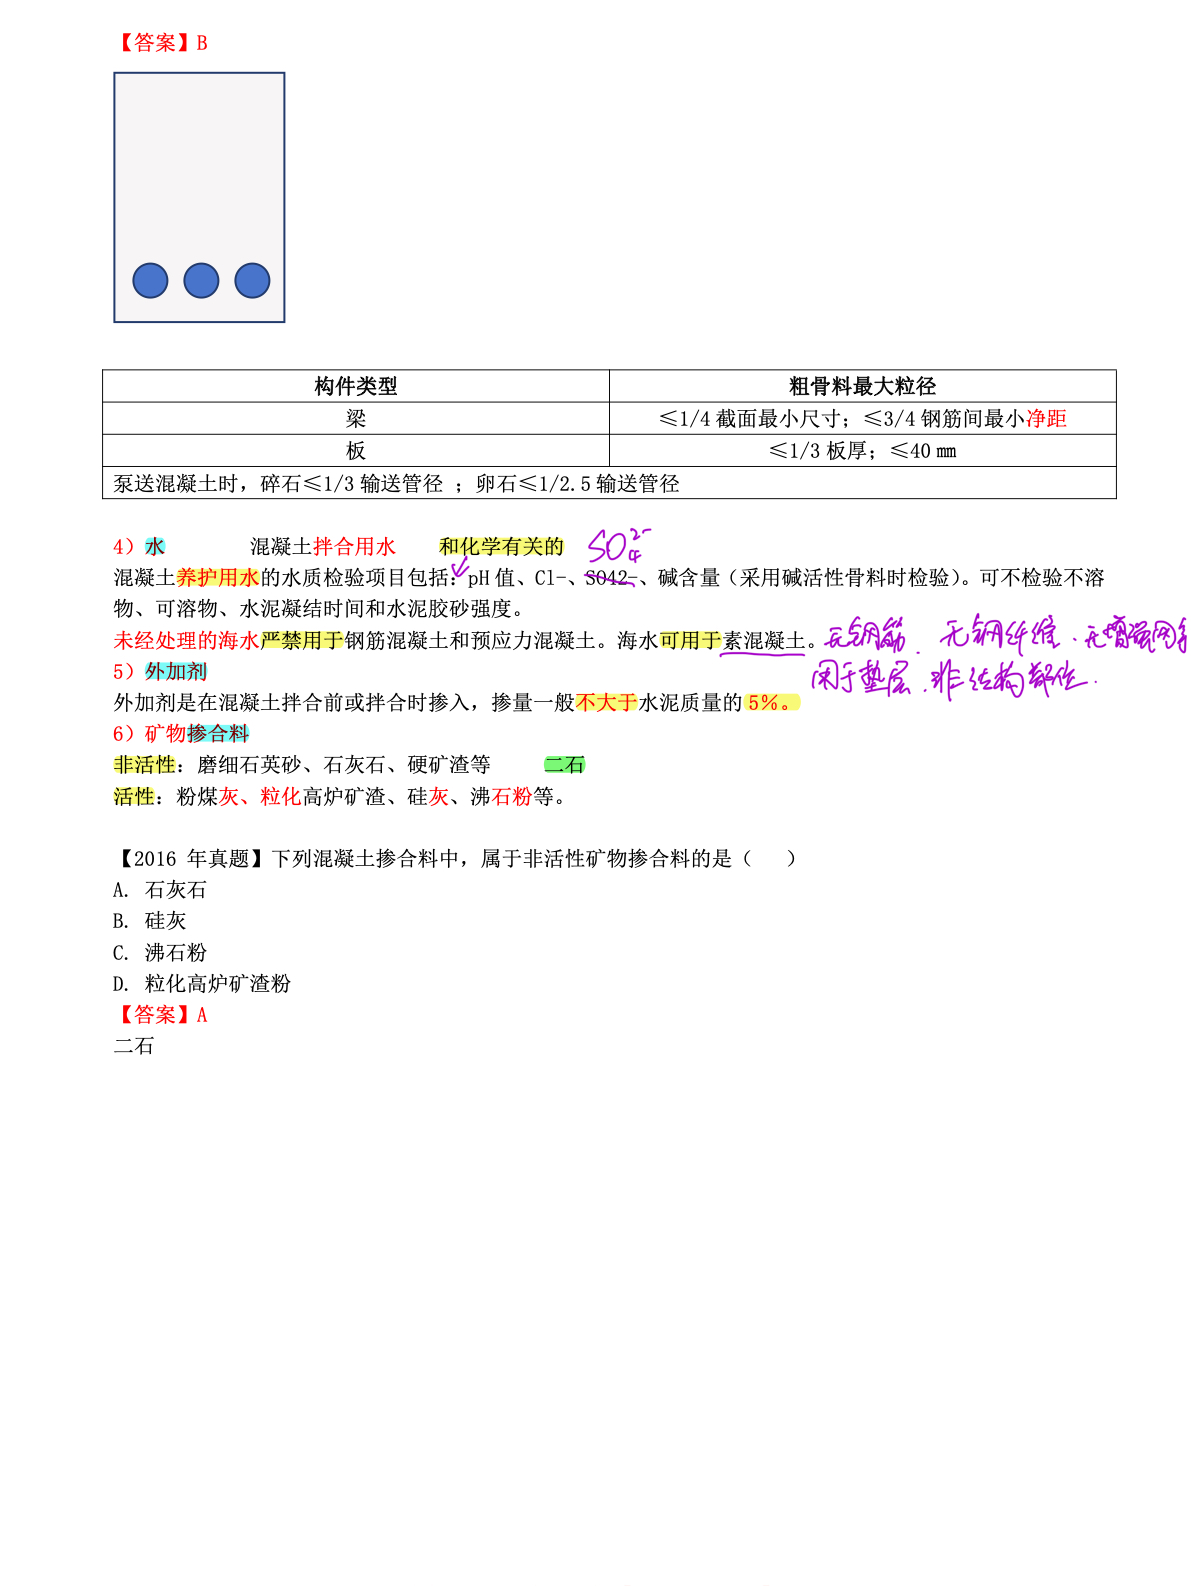 【答案】B
构件类型 粗骨料最大粒径
梁 ≤1/4 截面最小尺寸；≤3/4 钢筋间最小净距
板 ≤1/3 板厚；≤40 ㎜
泵送混凝土时，碎石≤1/3 输送管径 ；卵石≤1/2.5 输送管径
4）水 混凝土拌合用水 和化学有关的 SO₄²⁻
混凝土养护用水的水质检验项目包括：pH 值、Cl-、SO42-、碱含量（采用碱活性骨料时检验）。可不检验不溶
物、可溶物、水泥凝结时间和水泥胶砂强度。
未经处理的海水严禁用于钢筋混凝土和预应力混凝土。海水可用于素混凝土。无钢筋. 无钢纤维. 无增强网
用于垫层. 非结构部位.
5）外加剂
外加剂是在混凝土拌合前或拌合时掺入，掺量一般不大于水泥质量的 5%。
6）矿物掺合料
非活性：磨细石英砂、石灰石、硬矿渣等 二石
活性：粉煤灰、粒化高炉矿渣、硅灰、沸石粉等。
【2016 年真题】下列混凝土掺合料中，属于非活性矿物掺合料的是（ ）
A. 石灰石
B. 硅灰
C. 沸石粉
D. 粒化高炉矿渣粉
【答案】A
二石